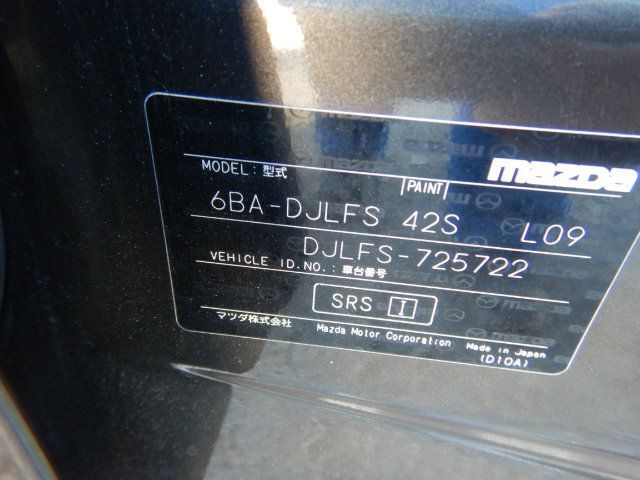 mazda
MODEL: 型式 PAINT
6BA-DJLFS 42S L09
DJLFS-725722
VEHICLE ID.NO.: 車台番号
SRS I
マツダ株式会社 Mazda Motor Corporation Made in Japan
(D10A)